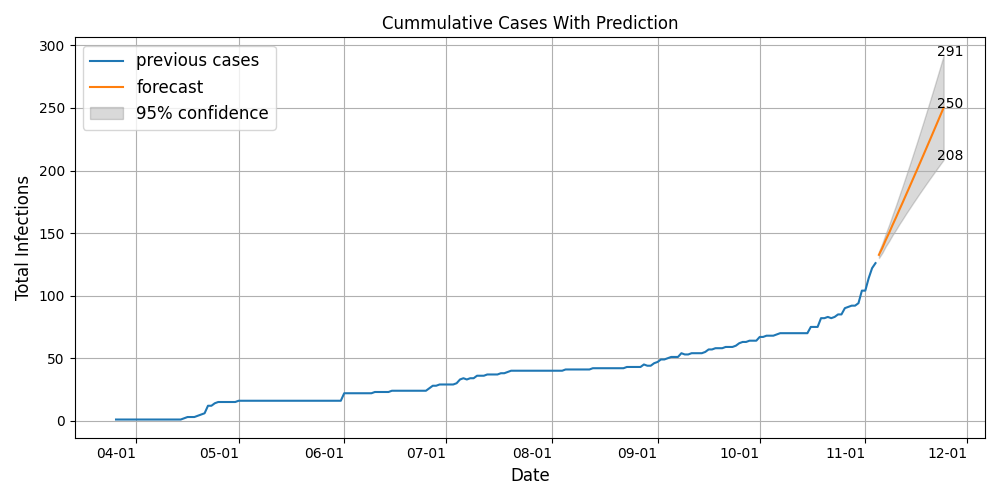 Cummulative Cases With Prediction
300
250
200
150
100
50
0
Total Infections
previous cases
forecast
95% confidence
291
250
208
04-01 05-01 06-01 07-01 08-01 09-01 10-01 11-01 12-01
Date